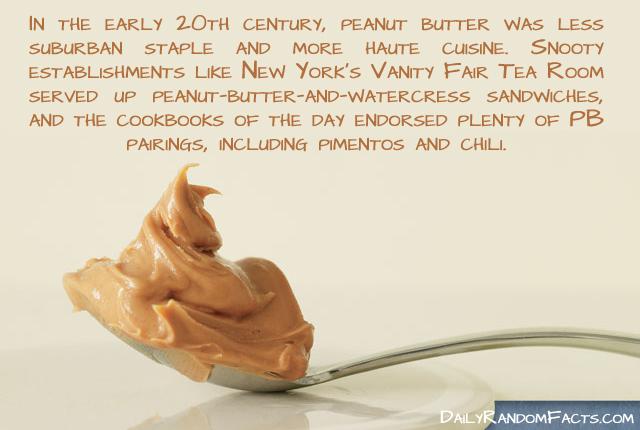 In the early 20th century, peanut butter was less
suburban staple and more haute cuisine. Snooty
establishments like New York's Vanity Fair Tea Room
served up peanut-butter-and-watercress sandwiches,
and the cookbooks of the day endorsed plenty of PB
pairings, including pimentos and chili.
DailyRandomFacts.com